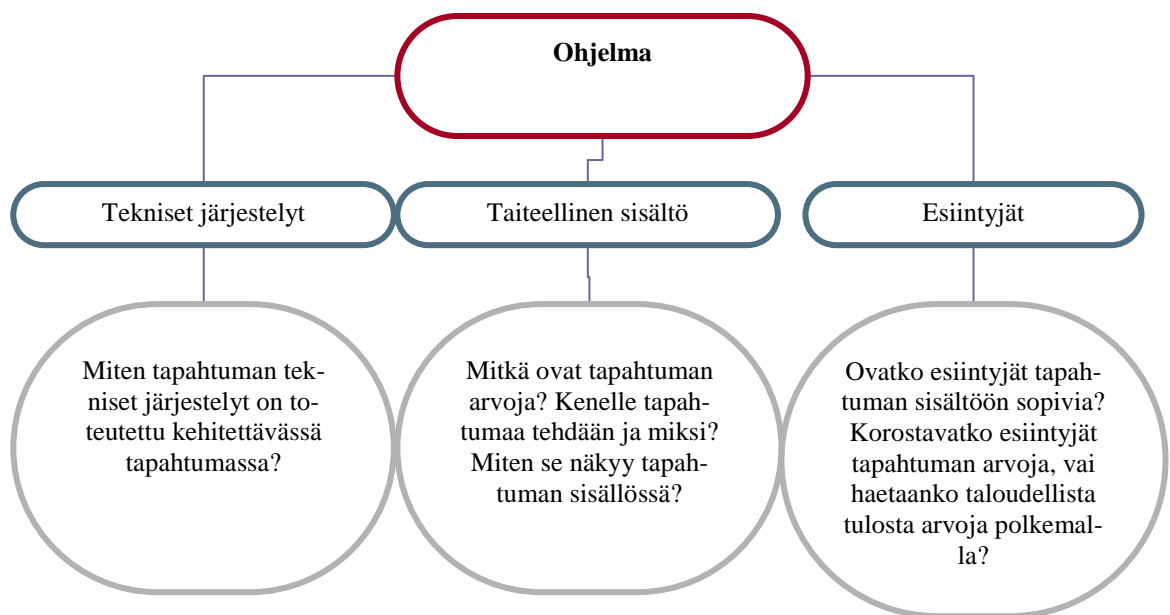 Ohjelma
Tekniset järjestelyt
Taiteellinen sisältö
Esiintyjät
Miten tapahtuman tek-
niset järjestelyt on to-
teutettu kehitettävässä
tapahtumassa?
Mitkä ovat tapahtuman
arvoja? Kenelle tapah-
tumaa tehdään ja miksi?
Miten se näkyy tapah-
tuman sisällössä?
Ovatko esiintyjät tapah-
tuman sisältöön sopivia?
Korostavatko esiintyjät
tapahtuman arvoja, vai
haetaanko taloudellista
tulosta arvoja polkemal-
la?